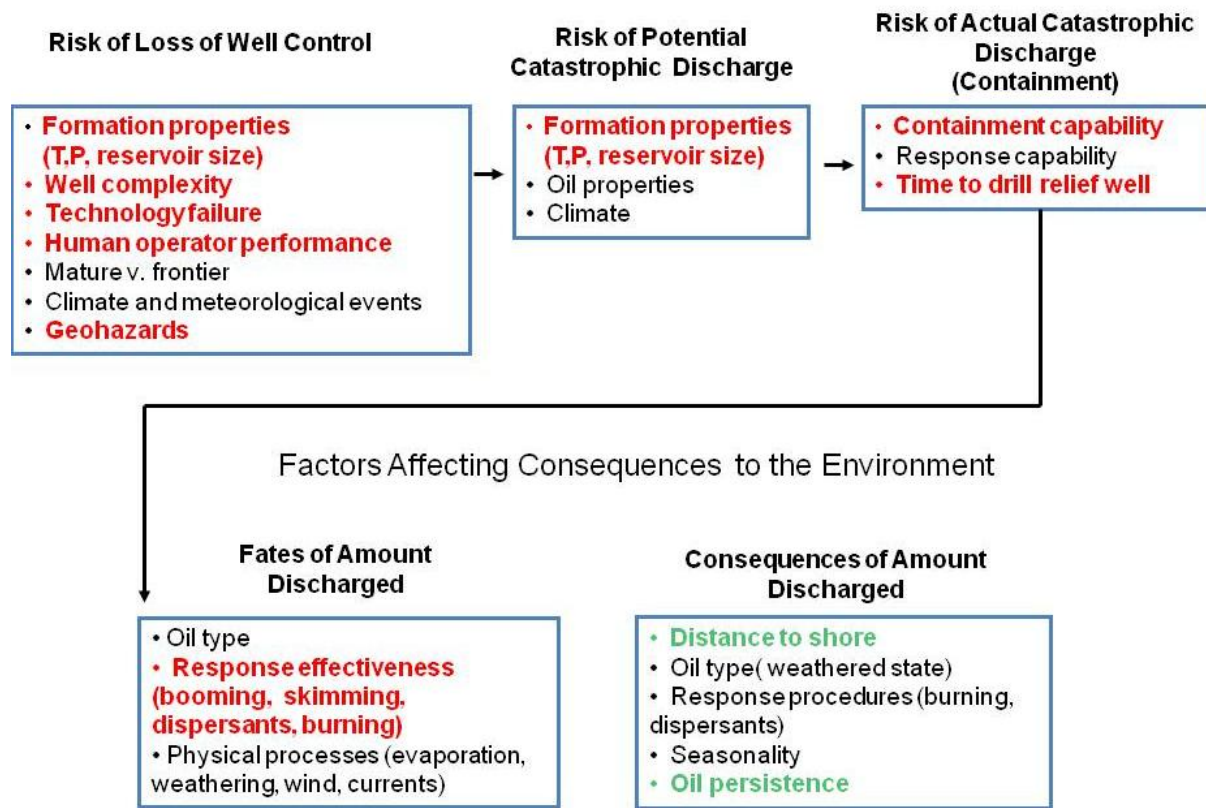 Risk of Loss of Well Control
• Formation properties
(T,P, reservoir size)
• Well complexity
• Technology failure
• Human operator performance
• Mature v. frontier
• Climate and meteorological events
• Geohazards
Risk of Potential
Catastrophic Discharge
• Formation properties
(T,P, reservoir size)
• Oil properties
• Climate
Risk of Actual Catastrophic
Discharge
(Containment)
• Containment capability
• Response capability
• Time to drill relief well
Factors Affecting Consequences to the Environment
Fates of Amount
Discharged
• Oil type
• Response effectiveness
(booming, skimming,
dispersants, burning)
• Physical processes (evaporation,
weathering, wind, currents)
Consequences of Amount
Discharged
• Distance to shore
• Oil type( weathered state)
• Response procedures (burning,
dispersants)
• Seasonality
• Oil persistence